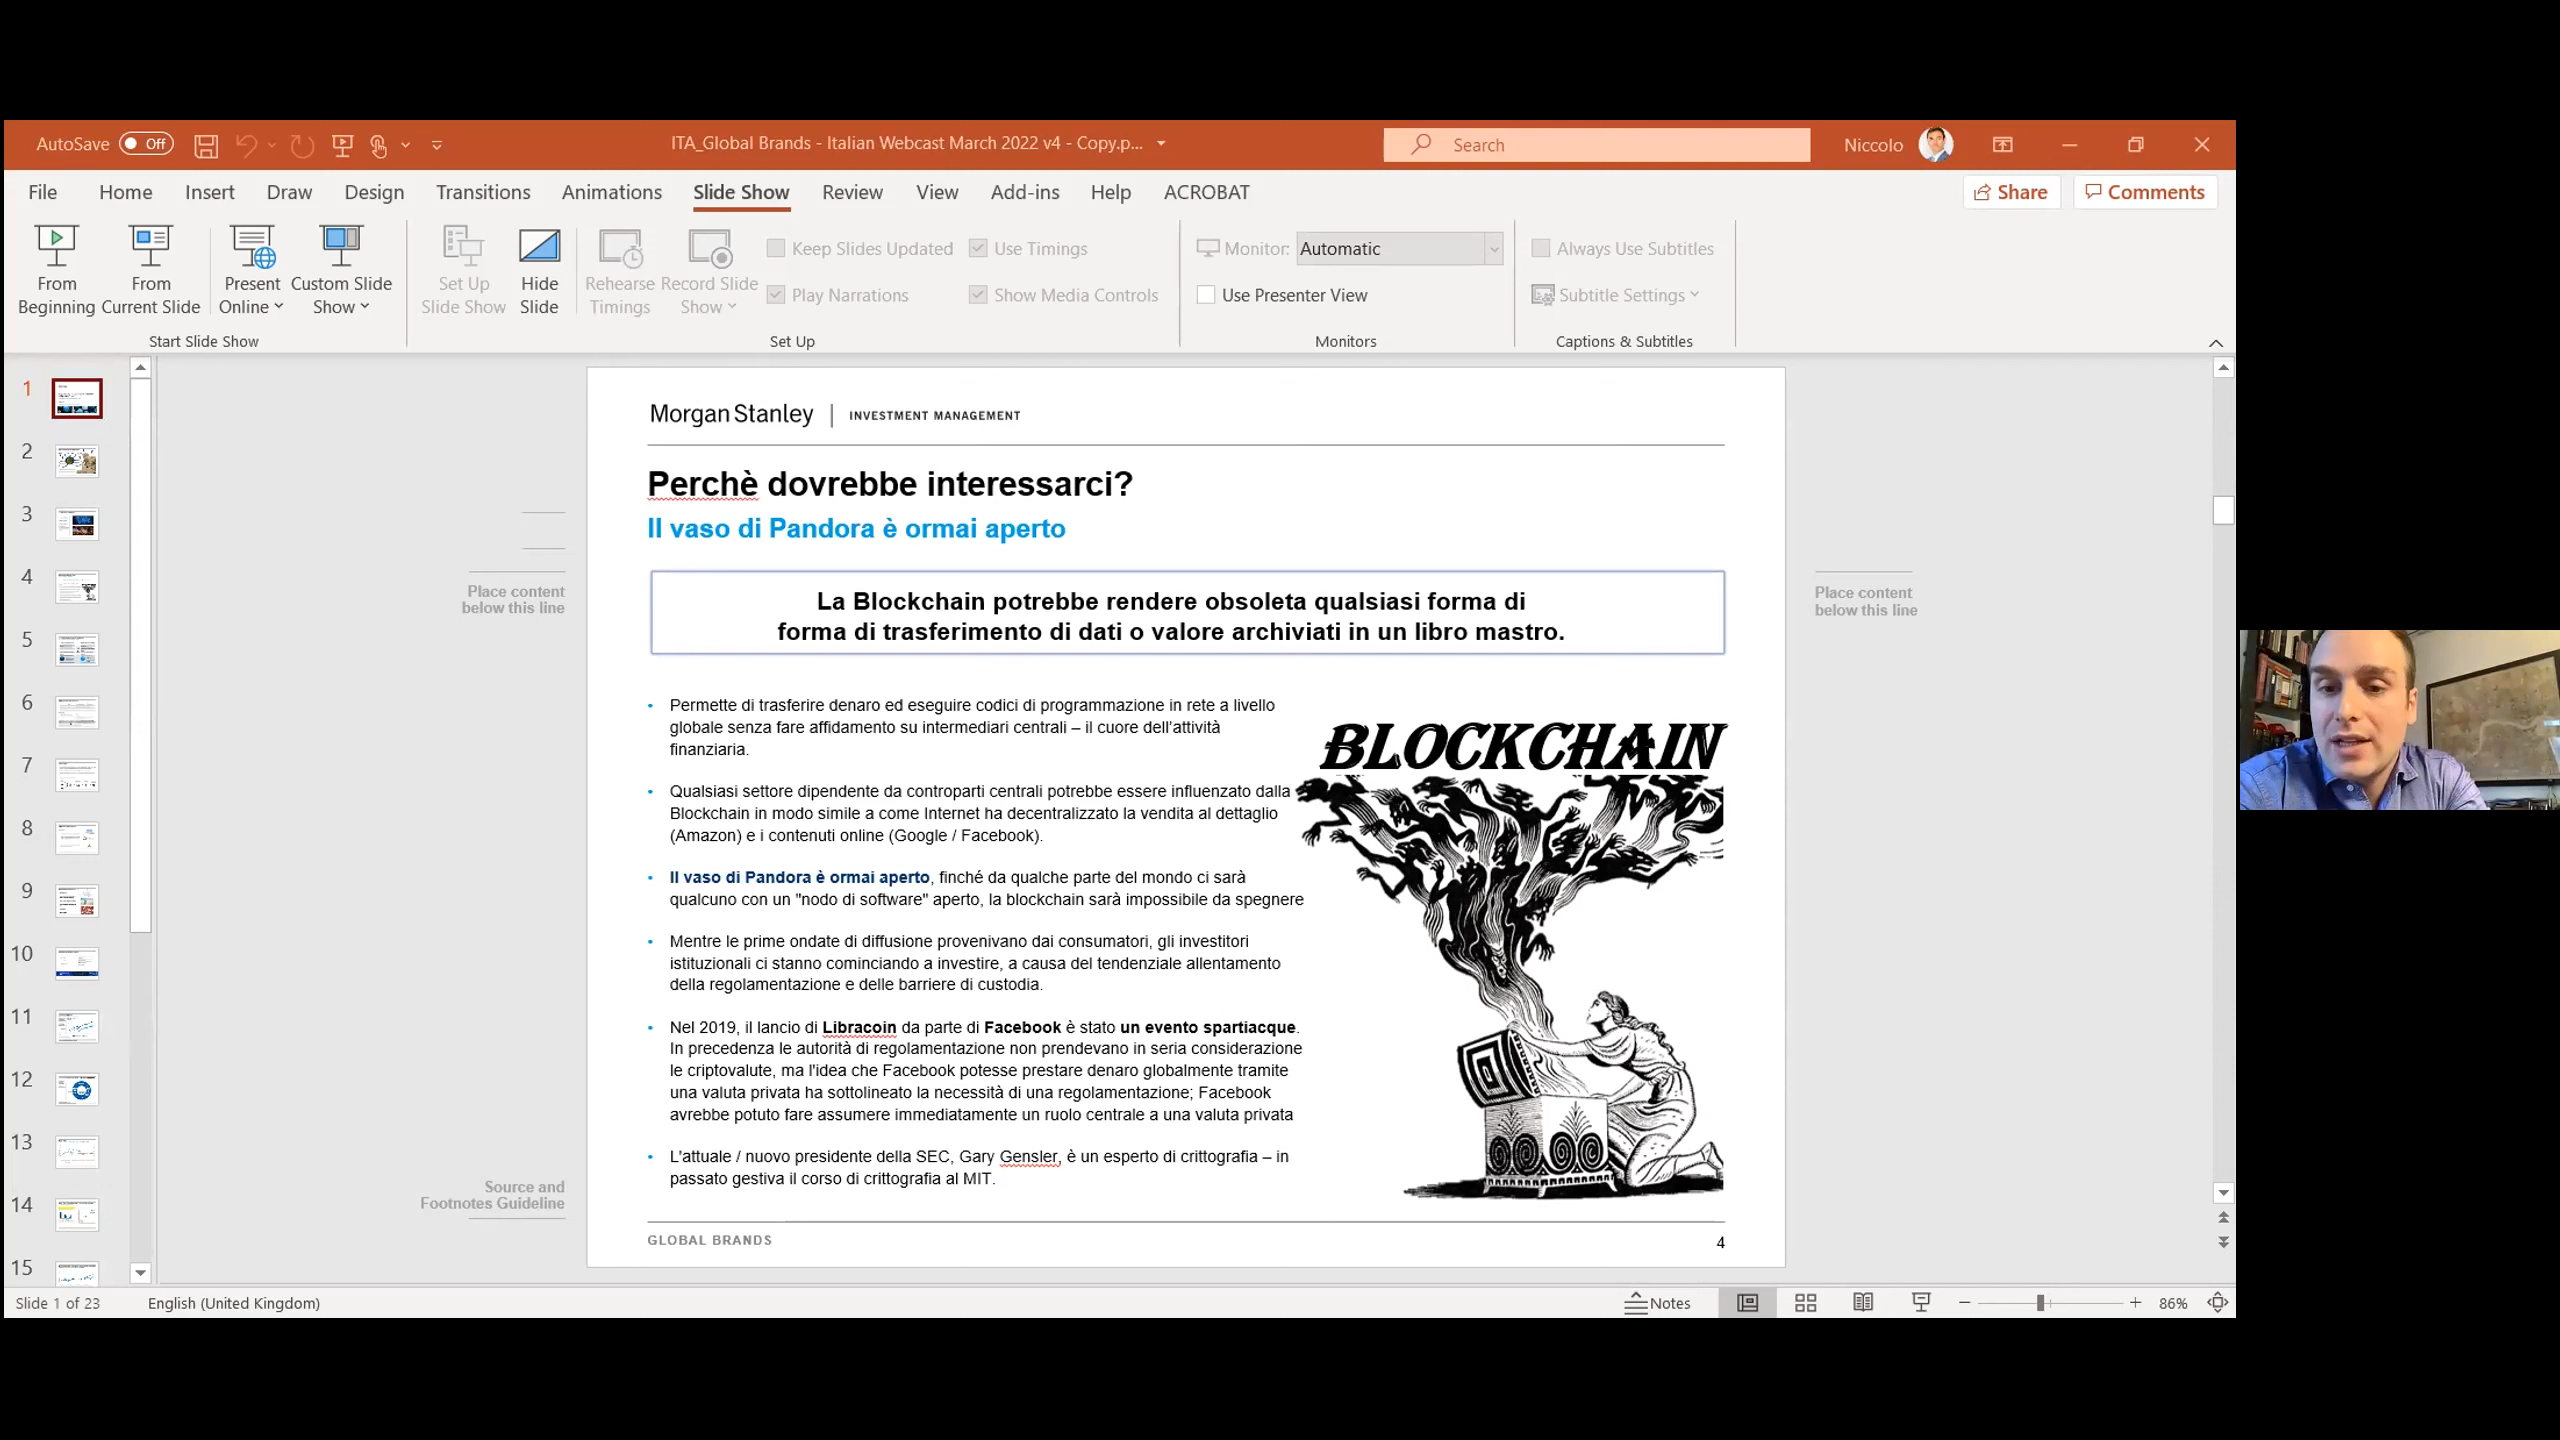 AutoSave Off
ITA_Global Brands - Italian Webcast March 2022 v4 - Copy.p...
Search
Niccolo
File Home Insert Draw Design Transitions Animations Slide Show Review View Add-ins Help ACROBAT
Share Comments
From Beginning
From Current Slide
Present Online
Custom Slide Show
Start Slide Show
Set Up Slide Show
Hide Slide
Rehearse Timings
Record Slide Show
Keep Slides Updated
Play Narrations
Use Timings
Show Media Controls
Set Up
Monitor: Automatic
Use Presenter View
Monitors
Always Use Subtitles
Subtitle Settings
Captions & Subtitles
1
2
3
4
5
6
7
8
9
10
11
12
13
14
15
Place content
below this line
Source and
Footnotes Guideline
Morgan Stanley | INVESTMENT MANAGEMENT
Perchè dovrebbe interessarci?
Il vaso di Pandora è ormai aperto
La Blockchain potrebbe rendere obsoleta qualsiasi forma di
forma di trasferimento di dati o valore archiviati in un libro mastro.
• Permette di trasferire denaro ed eseguire codici di programmazione in rete a livello
globale senza fare affidamento su intermediari centrali – il cuore dell'attività
finanziaria.
• Qualsiasi settore dipendente da controparti centrali potrebbe essere influenzato dalla
Blockchain in modo simile a come Internet ha decentralizzato la vendita al dettaglio
(Amazon) e i contenuti online (Google / Facebook).
• Il vaso di Pandora è ormai aperto, finché da qualche parte del mondo ci sarà
qualcuno con un "nodo di software" aperto, la blockchain sarà impossibile da spegnere
• Mentre le prime ondate di diffusione provenivano dai consumatori, gli investitori
istituzionali ci stanno cominciando a investire, a causa del tendenziale allentamento
della regolamentazione e delle barriere di custodia.
• Nel 2019, il lancio di Libracoin da parte di Facebook è stato un evento spartiacque.
In precedenza le autorità di regolamentazione non prendevano in seria considerazione
le criptovalute, ma l'idea che Facebook potesse prestare denaro globalmente tramite
una valuta privata ha sottolineato la necessità di una regolamentazione; Facebook
avrebbe potuto fare assumere immediatamente un ruolo centrale a una valuta privata
• L'attuale / nuovo presidente della SEC, Gary Gensler, è un esperto di crittografia – in
passato gestiva il corso di crittografia al MIT.
BLOCKCHAIN
GLOBAL BRANDS
4
Place content
below this line
Slide 1 of 23
English (United Kingdom)
Notes
86%